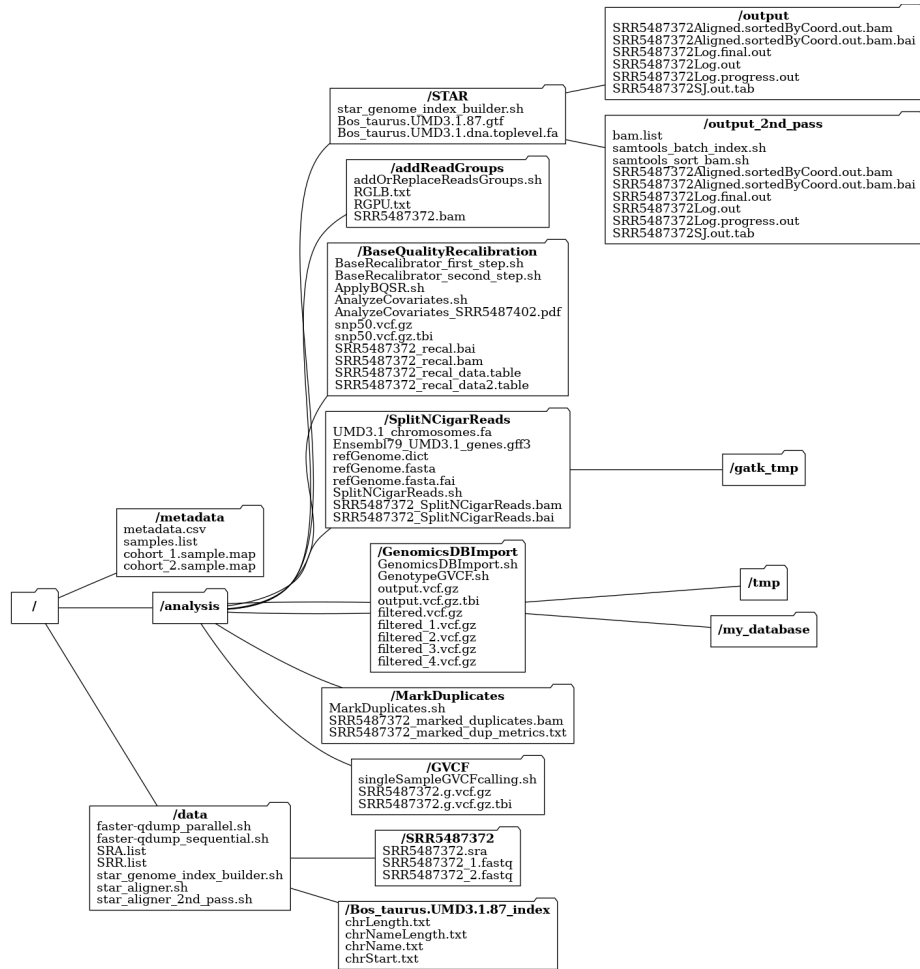 /output
SRR5487372Aligned.sortedByCoord.out.bam
SRR5487372Aligned.sortedByCoord.out.bam.bai
SRR5487372Log.final.out
SRR5487372Log.out
SRR5487372Log.progress.out
SRR5487372SJ.out.tab
/STAR
star_genome_index_builder.sh
Bos_taurus.UMD3.1.87.gtf
Bos_taurus.UMD3.1.dna.toplevel.fa
/output_2nd_pass
bam.list
samtools_batch_index.sh
samtools_sort_bam.sh
SRR5487372Aligned.sortedByCoord.out.bam
SRR5487372Aligned.sortedByCoord.out.bam.bai
SRR5487372Log.final.out
SRR5487372Log.out
SRR5487372Log.progress.out
SRR5487372SJ.out.tab
/addReadGroups
addOrReplaceReadsGroups.sh
RGLB.txt
RGPU.txt
SRR5487372.bam
/BaseQualityRecalibration
BaseRecalibrator_first_step.sh
BaseRecalibrator_second_step.sh
ApplyBQSR.sh
AnalyzeCovariates.sh
AnalyzeCovariates_SRR5487402.pdf
snp50.vcf.gz
snp50.vcf.gz.tbi
SRR5487372_recal.bai
SRR5487372_recal.bam
SRR5487372_recal_data.table
SRR5487372_recal_data2.table
/SplitNCigarReads
UMD3.1_chromosomes.fa
Ensembl79_UMD3.1_genes.gff3
refGenome.dict
refGenome.fasta
refGenome.fasta.fai
SplitNCigarReads.sh
SRR5487372_SplitNCigarReads.bam
SRR5487372_SplitNCigarReads.bai
/gatk_tmp
/metadata
metadata.csv
samples.list
cohort_1.sample.map
cohort_2.sample.map
/
/analysis
/GenomicsDBImport
GenomicsDBImport.sh
GenotypeGVCF.sh
output.vcf.gz
output.vcf.gz.tbi
filtered.vcf.gz
filtered_1.vcf.gz
filtered_2.vcf.gz
filtered_3.vcf.gz
filtered_4.vcf.gz
/tmp
/my_database
/MarkDuplicates
MarkDuplicates.sh
SRR5487372_marked_duplicates.bam
SRR5487372_marked_dup_metrics.txt
/GVCF
singleSampleGVCFcalling.sh
SRR5487372.g.vcf.gz
SRR5487372.g.vcf.gz.tbi
/data
faster-qdump_parallel.sh
faster-qdump_sequential.sh
SRA.list
SRR.list
star_genome_index_builder.sh
star_aligner.sh
star_aligner_2nd_pass.sh
/SRR5487372
SRR5487372.sra
SRR5487372_1.fastq
SRR5487372_2.fastq
/Bos_taurus.UMD3.1.87_index
chrLength.txt
chrNameLength.txt
chrName.txt
chrStart.txt